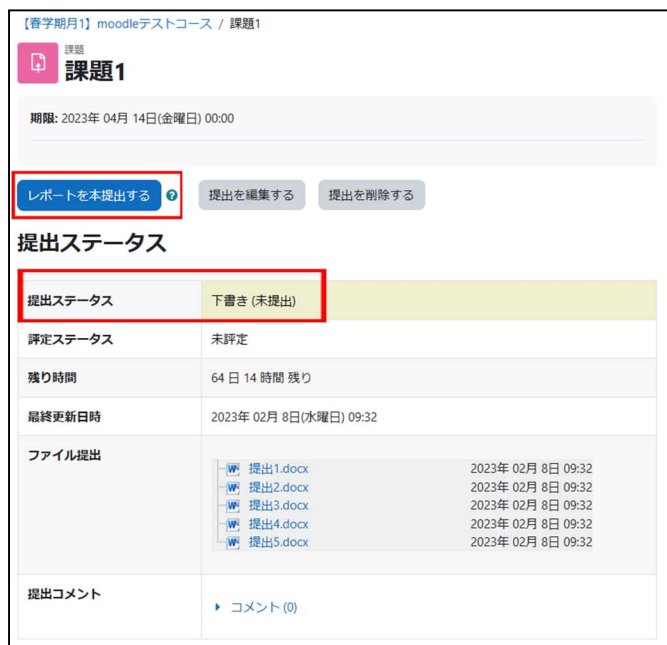 【春学期月1】moodleテストコース / 課題1
課題
課題1
期限: 2023年 04月 14日(金曜日) 00:00
レポートを本提出する ? 提出を編集する 提出を削除する
提出ステータス
提出ステータス 下書き (未提出)
評定ステータス 未評定
残り時間 64 日 14 時間 残り
最終更新日時 2023年 02月 8日(水曜日) 09:32
ファイル提出
提出1.docx 2023年 02月 8日 09:32
提出2.docx 2023年 02月 8日 09:32
提出3.docx 2023年 02月 8日 09:32
提出4.docx 2023年 02月 8日 09:32
提出5.docx 2023年 02月 8日 09:32
提出コメント
コメント (0)